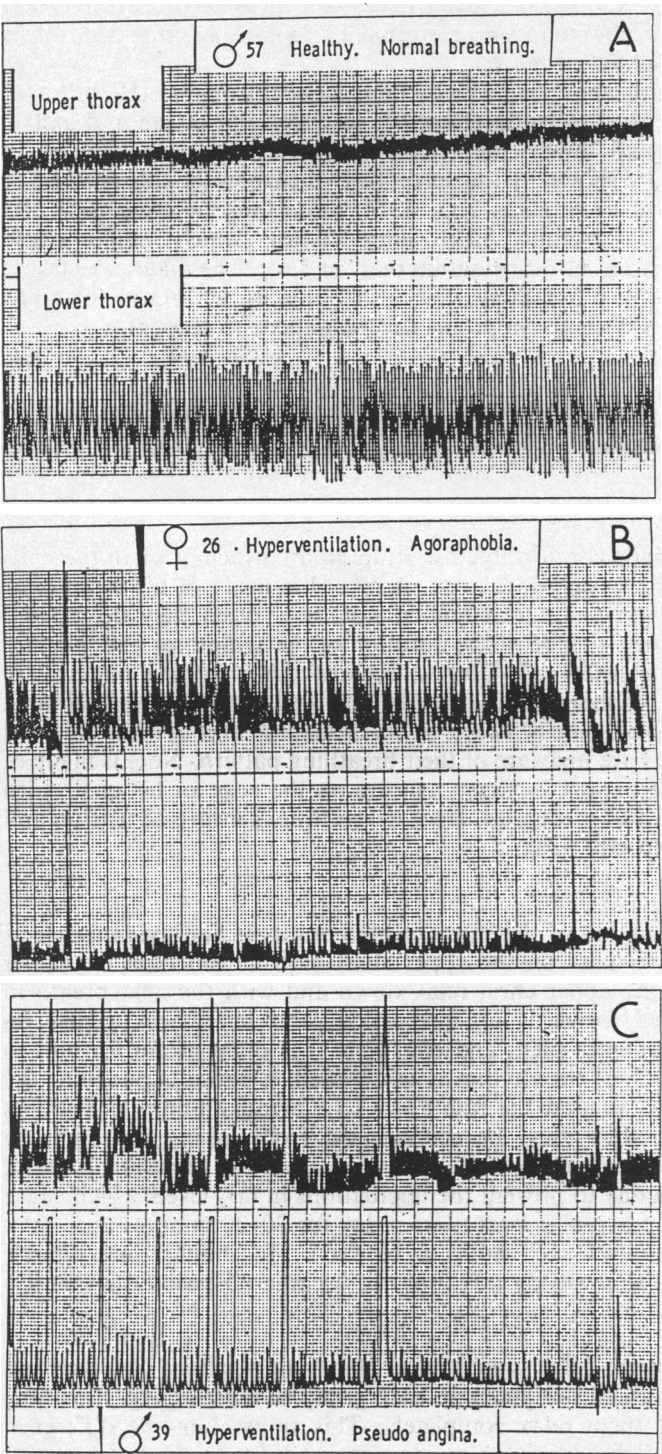 ♂ 57 Healthy. Normal breathing.
A
Upper thorax
Lower thorax
♀ 26 . Hyperventilation. Agoraphobia.
B
C
♂ 39 Hyperventilation. Pseudo angina.